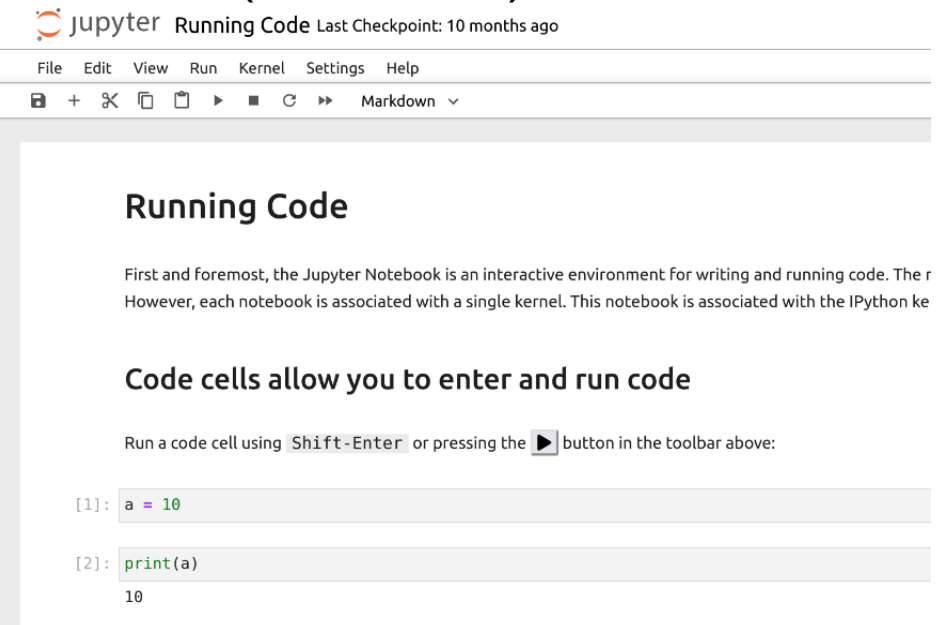 jupyter Running Code Last Checkpoint: 10 months ago
File Edit View Run Kernel Settings Help
Markdown
Running Code
First and foremost, the Jupyter Notebook is an interactive environment for writing and running code. The
However, each notebook is associated with a single kernel. This notebook is associated with the IPython
Code cells allow you to enter and run code
Run a code cell using Shift-Enter or pressing the button in the toolbar above:
[1]: a = 10
[2]: print(a)
10